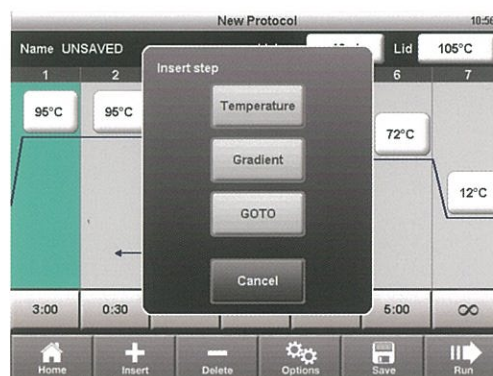 New Protocol 10:56
Name UNSAVED Lid 105°C
1 2 6 7
Insert step
95°C 95°C Temperature 72°C
Gradient 12°C
GOTO
Cancel
3:00 0:30 5:00 ∞
Home Insert Delete Options Save Run